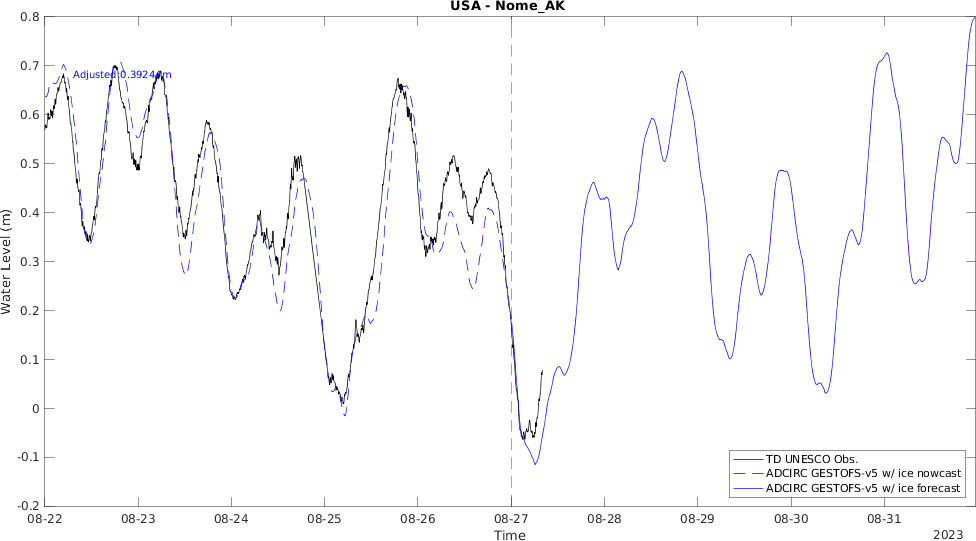 USA - Nome_AK
0.8
0.7
0.6
0.5
0.4
0.3
0.2
0.1
0
-0.1
-0.2
Water Level (m)
Adjusted 0.3924 m
TD UNESCO Obs.
ADCIRC GESTOFS-v5 w/ ice nowcast
ADCIRC GESTOFS-v5 w/ ice forecast
08-22 08-23 08-24 08-25 08-26 08-27 08-28 08-29 08-30 08-31
Time
2023